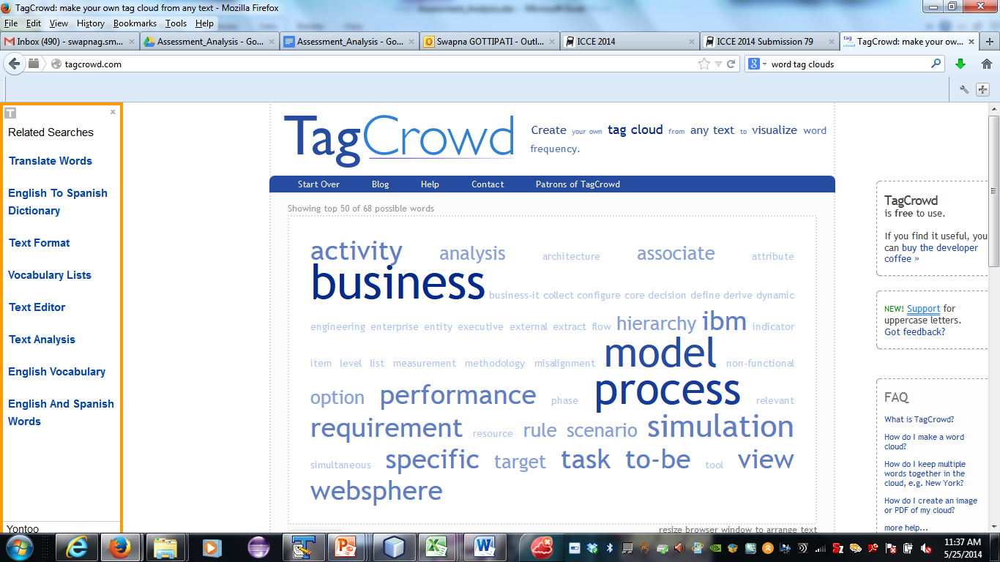 TagCrowd: make your own tag cloud from any text - Mozilla Firefox
File Edit View History Bookmarks Tools Help
Inbox (490) - swapnag.sm... Assessment_Analysis - Go... Assessment_Analysis - Go... Swapna GOTTIPATI - Outl... ICCE 2014 ICCE 2014 Submission 79 TagCrowd: make your own...
tagcrowd.com word tag clouds
Related Searches
Translate Words
English To Spanish
Dictionary
Text Format
Vocabulary Lists
Text Editor
Text Analysis
English Vocabulary
English And Spanish
Words
Yontoo
TagCrowd
Create your own tag cloud from any text to visualize word
frequency.
Start Over Blog Help Contact Patrons of TagCrowd
Showing top 50 of 68 possible words
activity analysis architecture associate attribute
business business-it collect configure core decision define derive dynamic
engineering enterprise entity executive external extract flow hierarchy ibm indicator
item level list measurement methodology misalignment model non-functional
option performance phase process relevant
requirement resource rule scenario simulation
simultaneous specific target task to-be tool view
websphere
resize browser window to arrange text
TagCrowd
is free to use.
If you find it useful, you
can buy the developer
coffee »
NEW! Support for
uppercase letters.
Got feedback?
FAQ
What is TagCrowd?
How do I make a word
cloud?
How do I keep multiple
words together in the
cloud, e.g. New York?
How do I create an image
or PDF of my cloud?
more help...
11:37 AM
5/25/2014